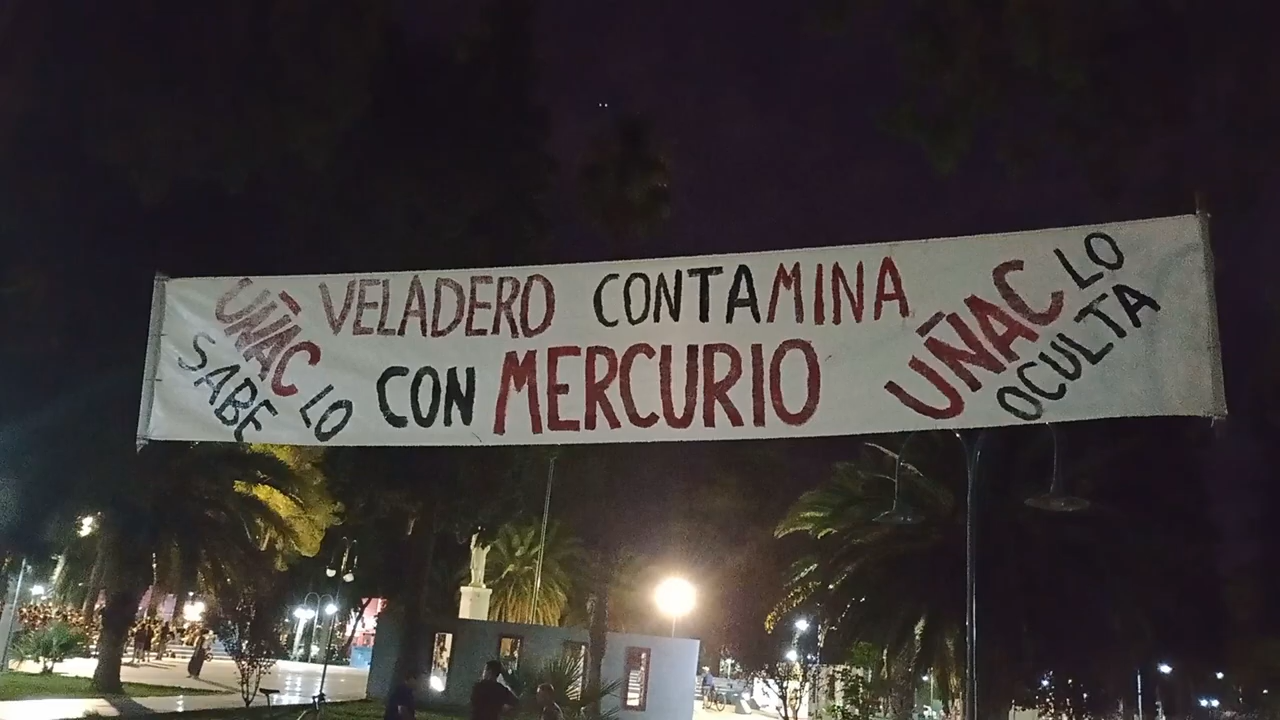 UÑAC LO
SABE
VELADERO CONTAMINA
CON MERCURIO
UÑAC LO
OCULTA